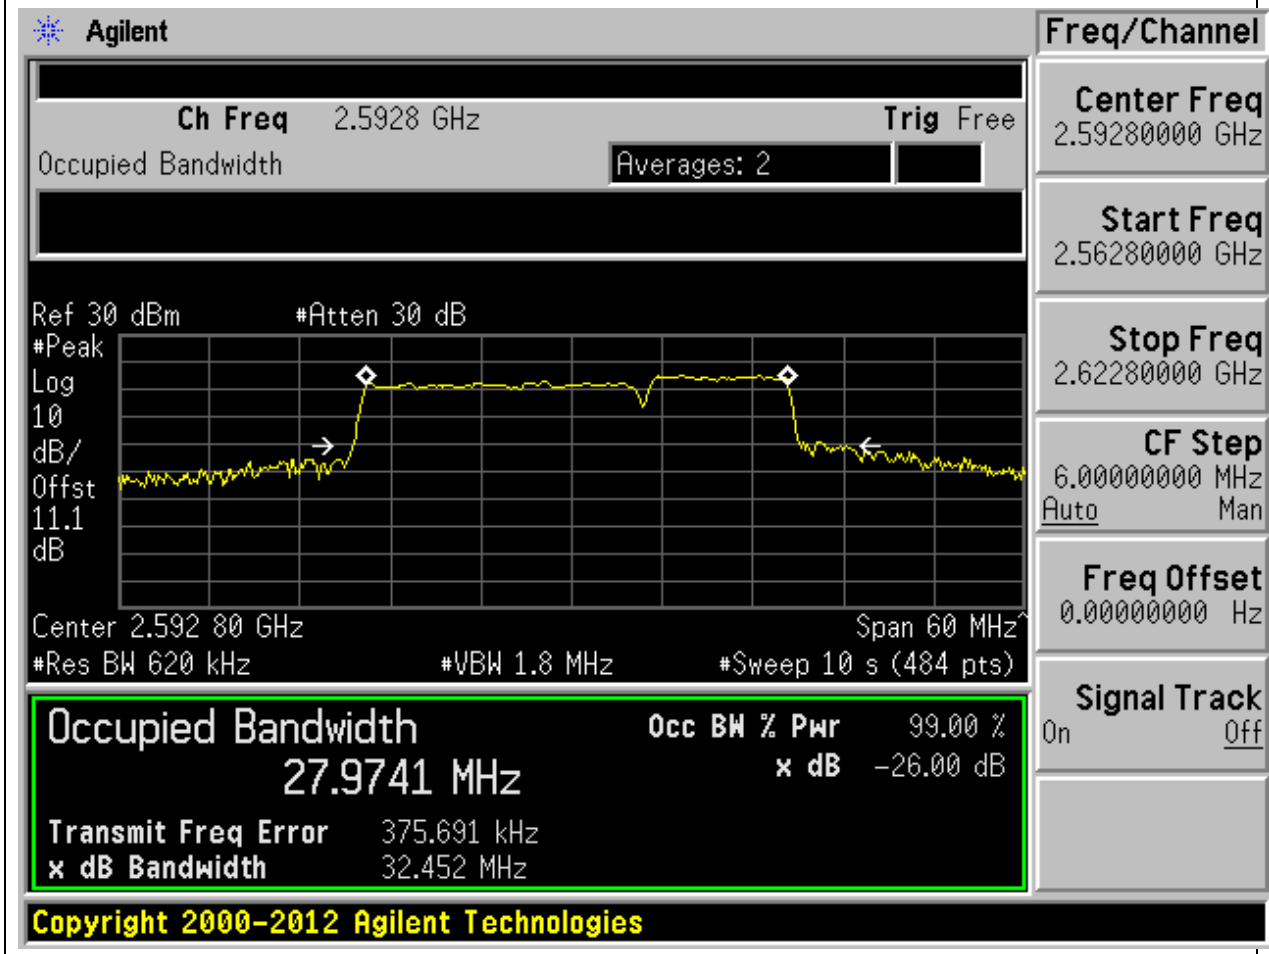 Agilent
Freq/Channel
Ch Freq 2.5928 GHz Trig Free
Occupied Bandwidth Averages: 2
Center Freq
2.59280000 GHz
Start Freq
2.56280000 GHz
Stop Freq
2.62280000 GHz
CF Step
6.00000000 MHz
Auto Man
Freq Offset
0.00000000 Hz
Signal Track
On Off
Ref 30 dBm #Atten 30 dB
#Peak
Log
10
dB/
Offst
11.1
dB
Center 2.592 80 GHz Span 60 MHz^
#Res BW 620 kHz #VBW 1.8 MHz #Sweep 10 s (484 pts)
Occupied Bandwidth Occ BW % Pwr 99.00 %
27.9741 MHz x dB -26.00 dB
Transmit Freq Error 375.691 kHz
x dB Bandwidth 32.452 MHz
Copyright 2000-2012 Agilent Technologies